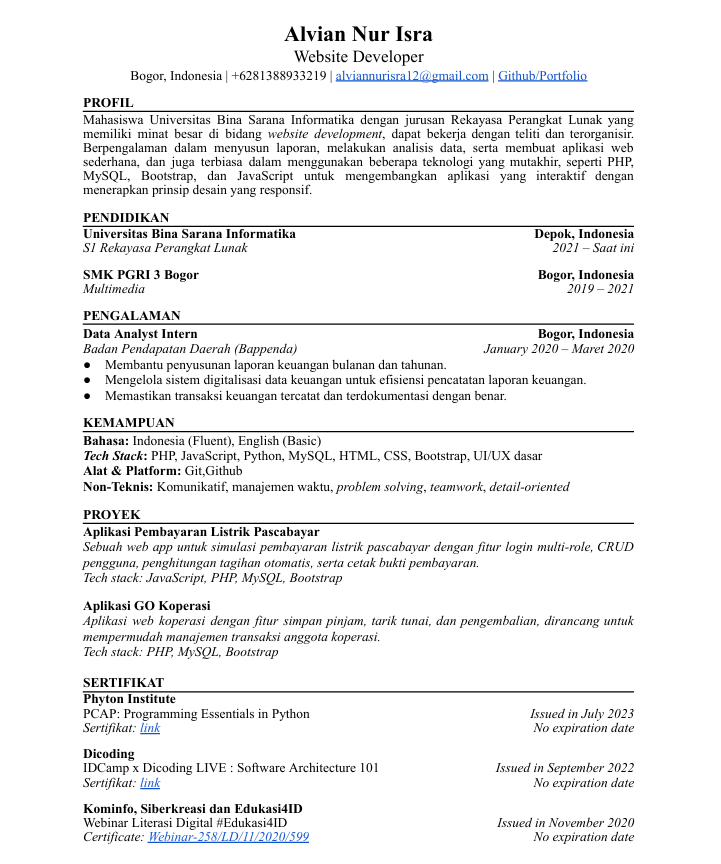 Alvian Nur Isra
Website Developer
Bogor, Indonesia | +6281388933219 | alviannurisra12@gmail.com | Github/Portfolio
PROFIL
Mahasiswa Universitas Bina Sarana Informatika dengan jurusan Rekayasa Perangkat Lunak yang
memiliki minat besar di bidang website development, dapat bekerja dengan teliti dan terorganisir.
Berpengalaman dalam menyusun laporan, melakukan analisis data, serta membuat aplikasi web
sederhana, dan juga terbiasa dalam menggunakan beberapa teknologi yang mutakhir, seperti PHP,
MySQL, Bootstrap, dan JavaScript untuk mengembangkan aplikasi yang interaktif dengan
menerapkan prinsip desain yang responsif.
PENDIDIKAN
Universitas Bina Sarana Informatika Depok, Indonesia
S1 Rekayasa Perangkat Lunak 2021 – Saat ini
SMK PGRI 3 Bogor Bogor, Indonesia
Multimedia 2019 – 2021
PENGALAMAN
Data Analyst Intern Bogor, Indonesia
Badan Pendapatan Daerah (Bappenda) January 2020 – Maret 2020
● Membantu penyusunan laporan keuangan bulanan dan tahunan.
● Mengelola sistem digitalisasi data keuangan untuk efisiensi pencatatan laporan keuangan.
● Memastikan transaksi keuangan tercatat dan terdokumentasi dengan benar.
KEMAMPUAN
Bahasa: Indonesia (Fluent), English (Basic)
Tech Stack: PHP, JavaScript, Python, MySQL, HTML, CSS, Bootstrap, UI/UX dasar
Alat & Platform: Git,Github
Non-Teknis: Komunikatif, manajemen waktu, problem solving, teamwork, detail-oriented
PROYEK
Aplikasi Pembayaran Listrik Pascabayar
Sebuah web app untuk simulasi pembayaran listrik pascabayar dengan fitur login multi-role, CRUD
pengguna, penghitungan tagihan otomatis, serta cetak bukti pembayaran.
Tech stack: JavaScript, PHP, MySQL, Bootstrap
Aplikasi GO Koperasi
Aplikasi web koperasi dengan fitur simpan pinjam, tarik tunai, dan pengembalian, dirancang untuk
mempermudah manajemen transaksi anggota koperasi.
Tech stack: PHP, MySQL, Bootstrap
SERTIFIKAT
Phyton Institute
PCAP: Programming Essentials in Python Issued in July 2023
Sertifikat: link No expiration date
Dicoding
IDCamp x Dicoding LIVE : Software Architecture 101 Issued in September 2022
Sertifikat: link No expiration date
Kominfo, Siberkreasi dan Edukasi4ID
Webinar Literasi Digital #Edukasi4ID Issued in November 2020
Certificate: Webinar-258/LD/11/2020/599 No expiration date